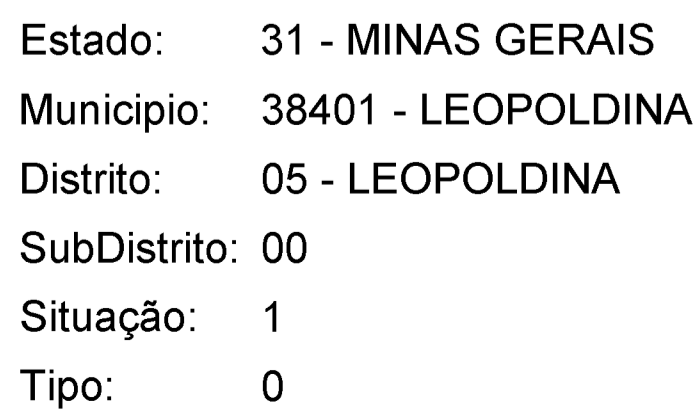 Estado: 31 - MINAS GERAIS
Municipio: 38401 - LEOPOLDINA
Distrito: 05 - LEOPOLDINA
SubDistrito: 00
Situação: 1
Tipo: 0